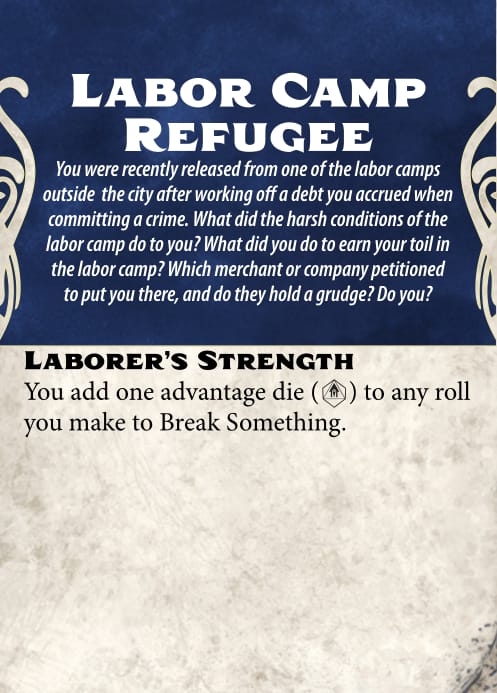 LABOR CAMP
REFUGEE
You were recently released from one of the labor camps
outside the city after working off a debt you accrued when
committing a crime. What did the harsh conditions of the
labor camp do to you? What did you do to earn your toil in
the labor camp? Which merchant or company petitioned
to put you there, and do they hold a grudge? Do you?
LABORER'S STRENGTH
You add one advantage die () to any roll
you make to Break Something.